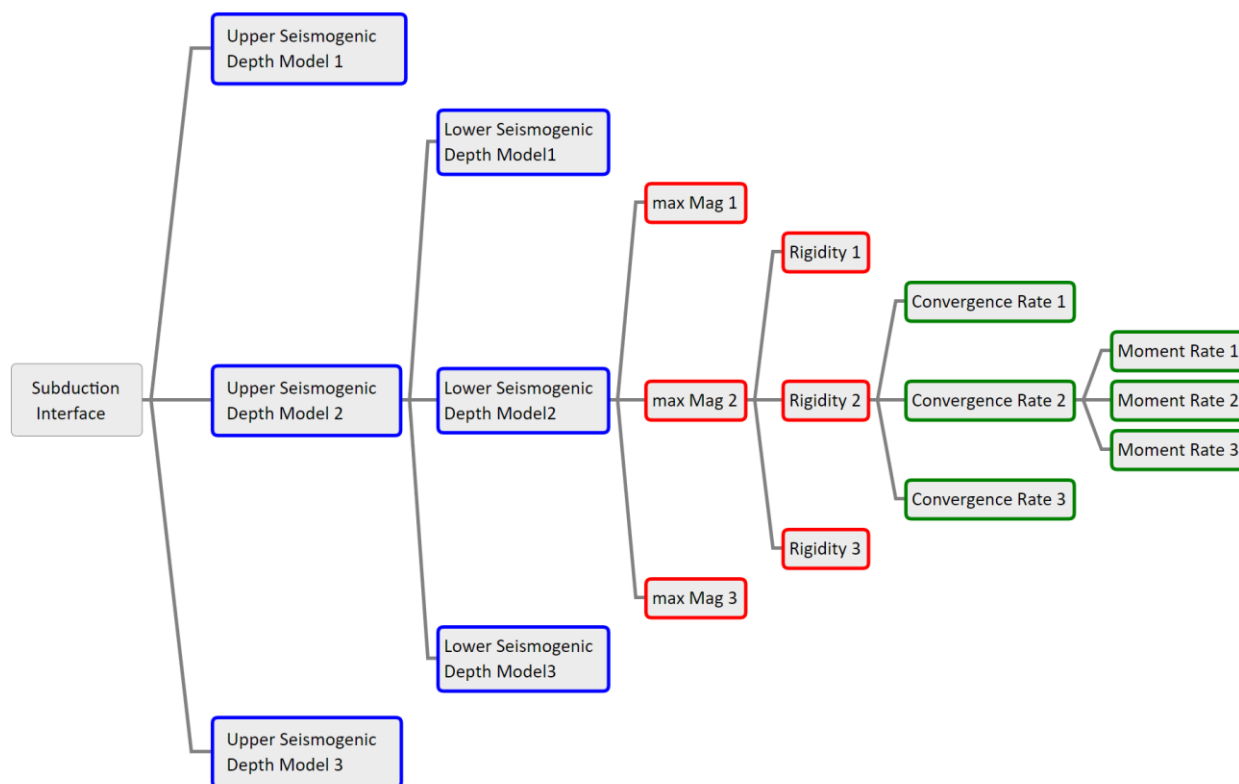 Upper Seismogenic
Depth Model 1
Lower Seismogenic
Depth Model1
max Mag 1
Rigidity 1
Convergence Rate 1
Moment Rate 1
Subduction
Interface
Upper Seismogenic
Depth Model 2
Lower Seismogenic
Depth Model2
max Mag 2
Rigidity 2
Convergence Rate 2
Moment Rate 2
Moment Rate 3
Convergence Rate 3
Rigidity 3
max Mag 3
Lower Seismogenic
Depth Model3
Upper Seismogenic
Depth Model 3